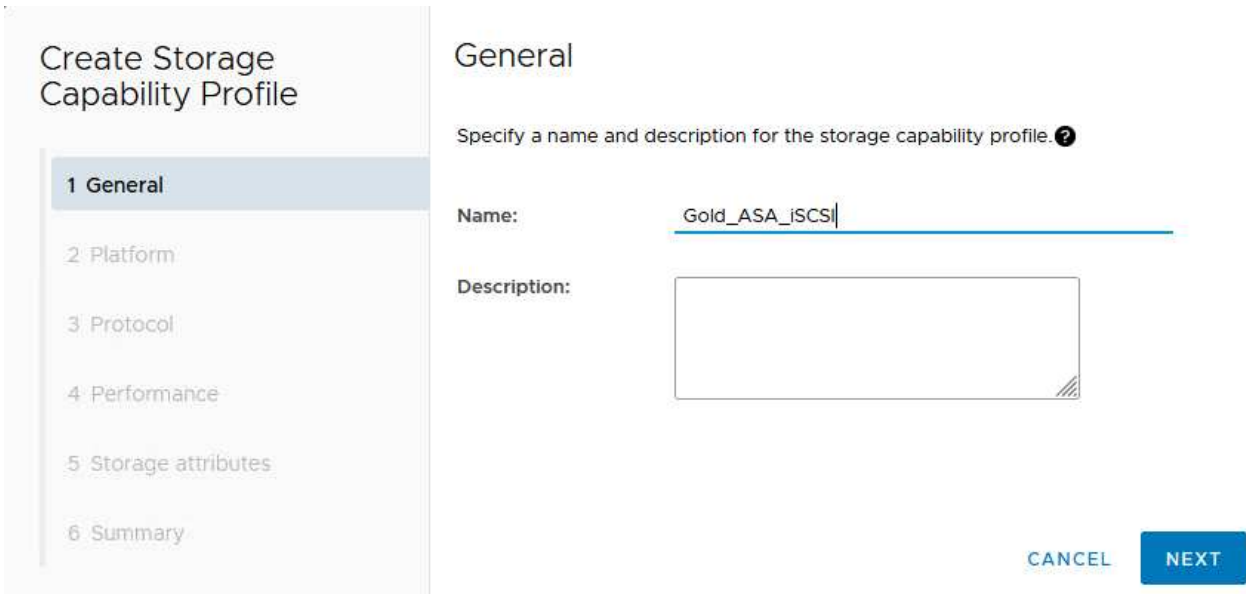 Create Storage
Capability Profile
1 General
2 Platform
3 Protocol
4 Performance
5 Storage attributes
6 Summary
General
Specify a name and description for the storage capability profile.?
Name:
Gold_ASA_iSCSI
Description:
CANCEL
NEXT